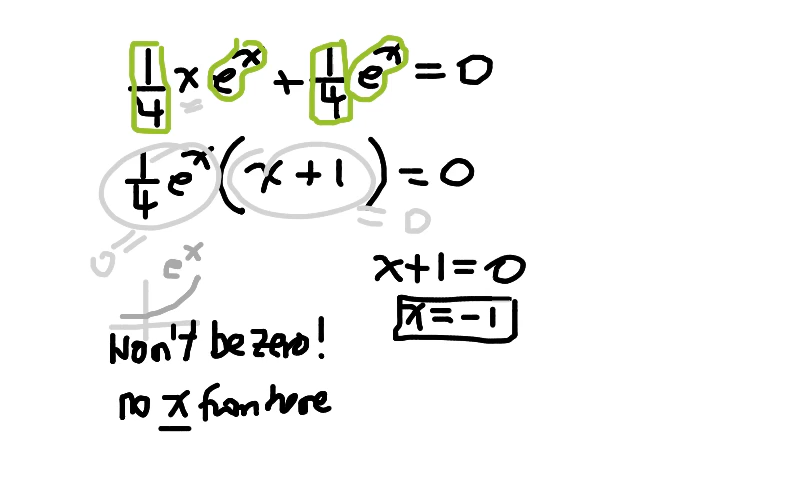 1/4 x e^x + 1/4 e^x = 0
1/4 e^x (x + 1) = 0
0 =
= 0
e^x
x + 1 = 0
x = -1
Won't be zero!
no x from here